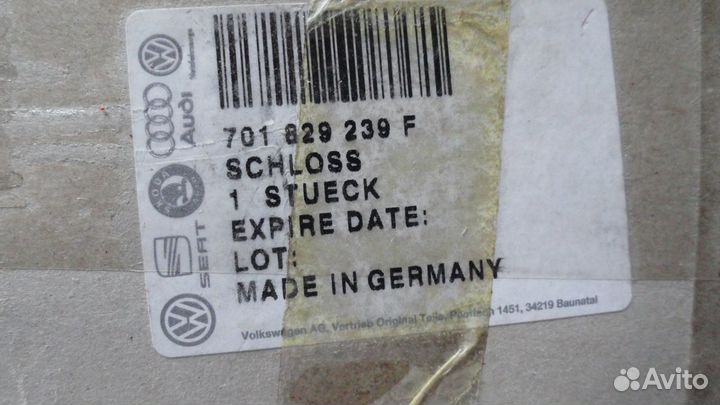 701 829 239 F
SCHLOSS
1 STUECK
EXPIRE DATE:
LOT:
MADE IN GERMANY
Volkswagen AG, Vertrieb Original Teile, Postfach 1451, 34219 Baunatal
Audi
SKODA
SEAT
Avito